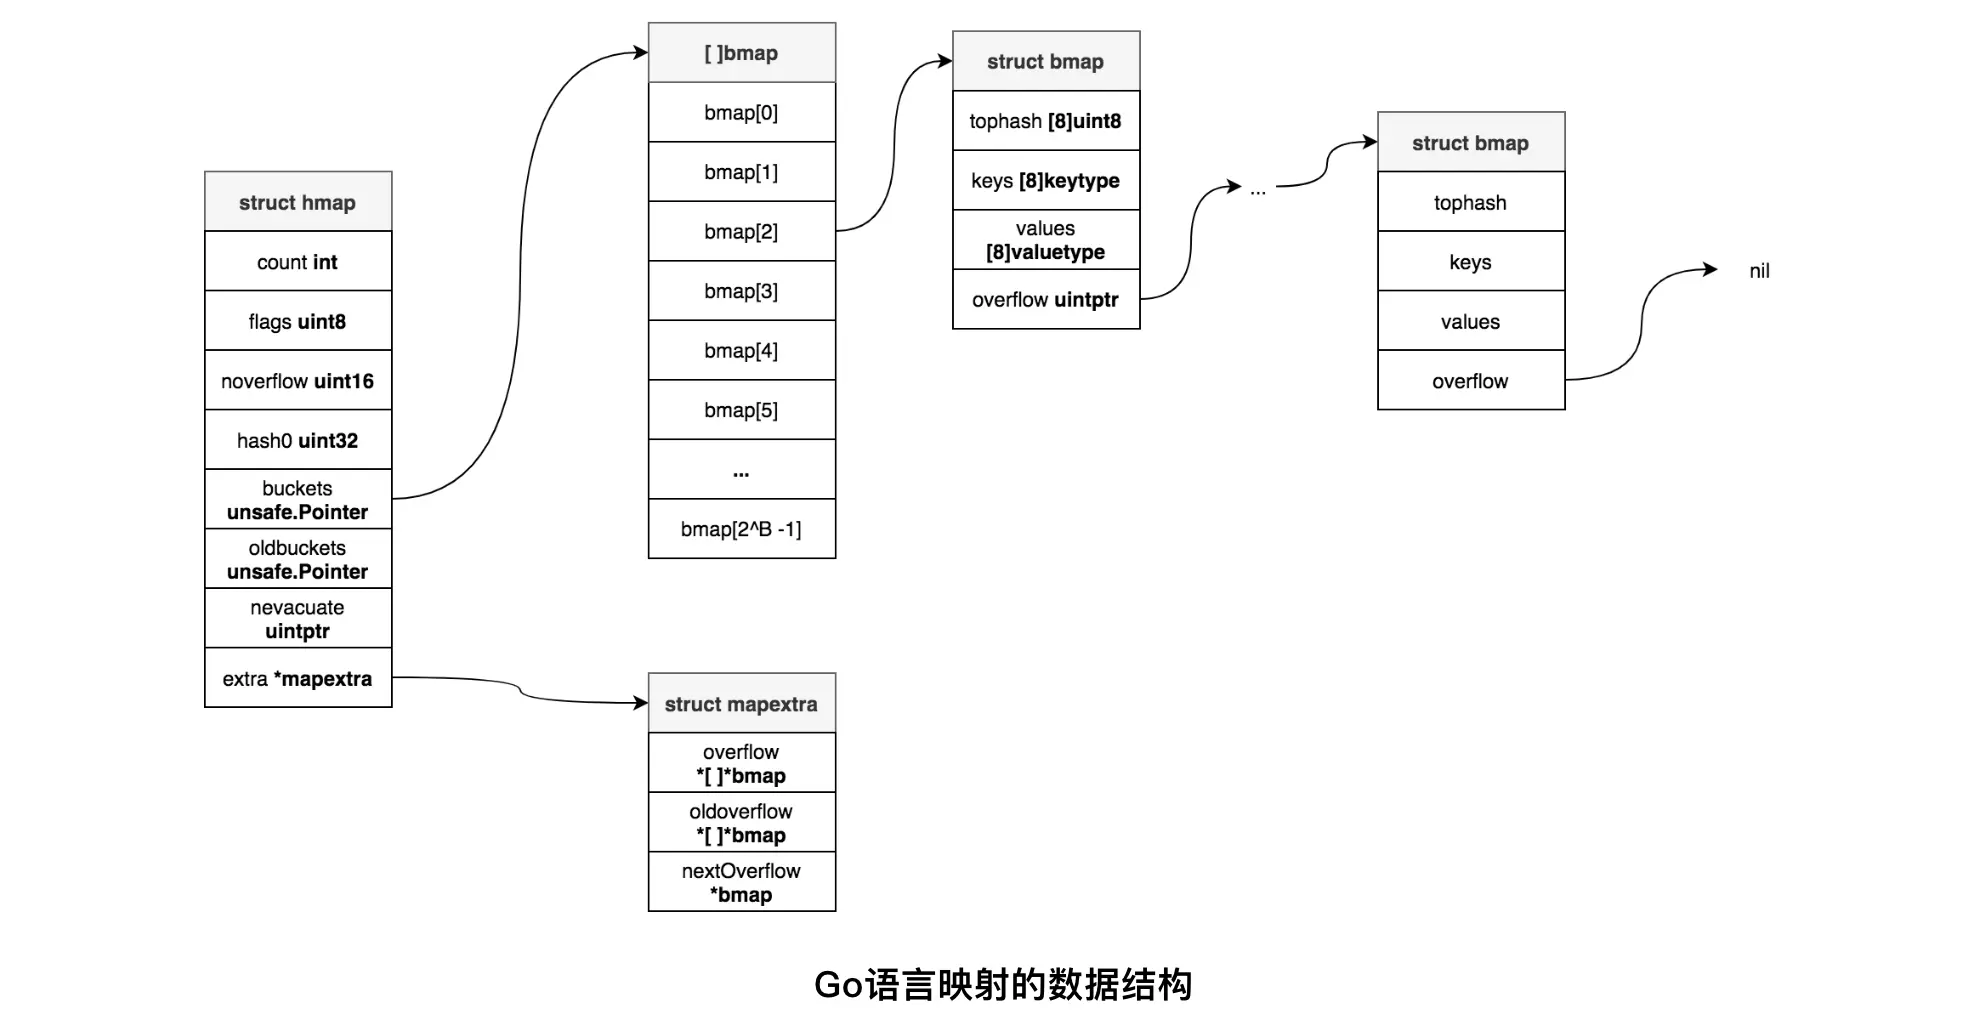 struct hmap
count int
flags uint8
noverflow uint16
hash0 uint32
buckets
unsafe.Pointer
oldbuckets
unsafe.Pointer
nevacuate
uintptr
extra *mapextra
[ ]bmap
bmap[0]
bmap[1]
bmap[2]
bmap[3]
bmap[4]
bmap[5]
...
bmap[2^B -1]
struct bmap
tophash [8]uint8
keys [8]keytype
values
[8]valuetype
overflow uintptr
...
struct bmap
tophash
keys
values
overflow
nil
struct mapextra
overflow
*[ ]*bmap
oldoverflow
*[ ]*bmap
nextOverflow
*bmap
Go语言映射的数据结构